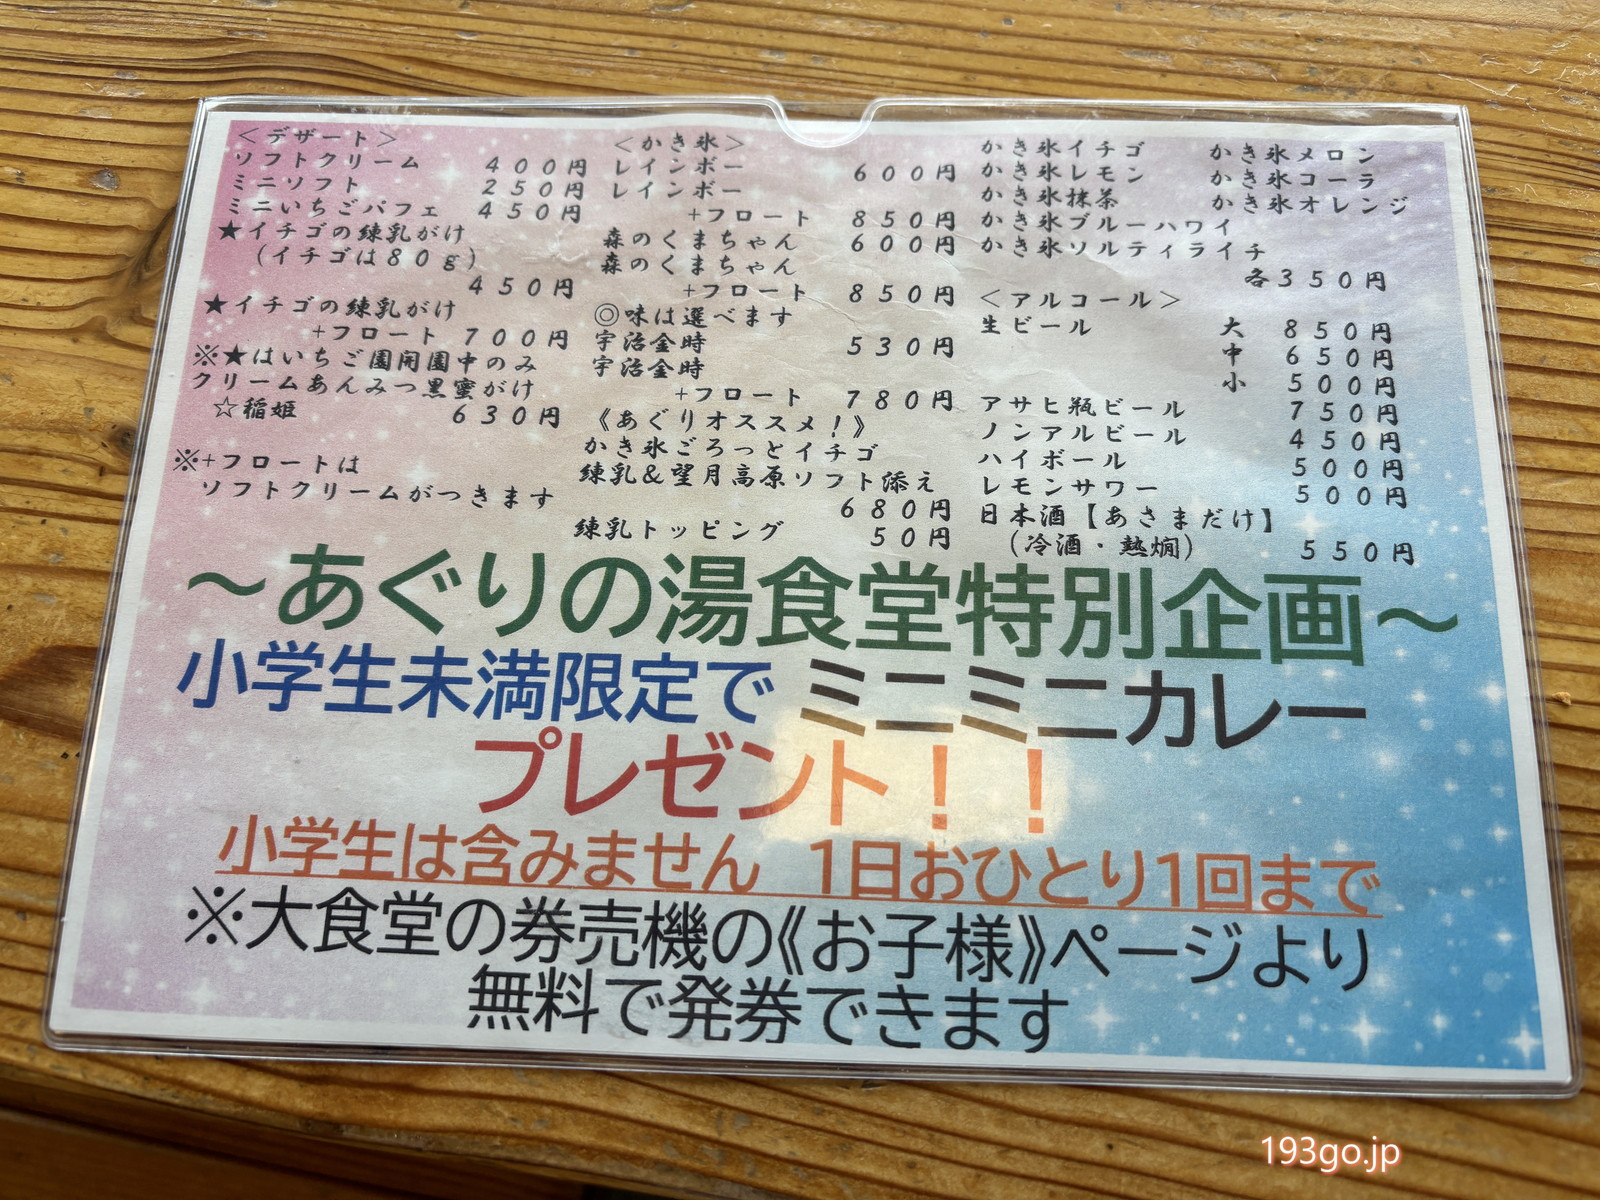 ＜デザート＞
ソフトクリーム 400円
ミニソフト 250円
ミニいちごパフェ 450円
★イチゴの練乳がけ
（イチゴは80ｇ）
450円
★イチゴの練乳がけ
+フロート 700円
※★はいちご園開園中のみ
クリームあんみつ黒蜜がけ
☆稲姫 630円
※+フロートは
ソフトクリームがつきます
＜かき氷＞
レインボー 600円
レインボー
+フロート 850円
森のくまちゃん 600円
森のくまちゃん
+フロート 850円
◎味は選べます
宇治金時 530円
宇治金時
+フロート 780円
《あぐりオススメ！》
かき氷ごろっとイチゴ
練乳＆望月高原ソフト添え
680円
練乳トッピング 50円
かき氷イチゴ かき氷メロン
かき氷レモン かき氷コーラ
かき氷抹茶 かき氷オレンジ
かき氷ブルーハワイ
かき氷ソルティライチ
各350円
＜アルコール＞
生ビール 大 850円
中 650円
小 500円
アサヒ瓶ビール 750円
ノンアルビール 450円
ハイボール 500円
レモンサワー 500円
日本酒【あさまだけ】
（冷酒・熱燗） 550円
～あぐりの湯食堂特別企画～
小学生未満限定で ミニミニカレー
プレゼント！！
小学生は含みません 1日おひとり1回まで
※大食堂の券売機の《お子様》ページより
無料で発券できます
193go.jp